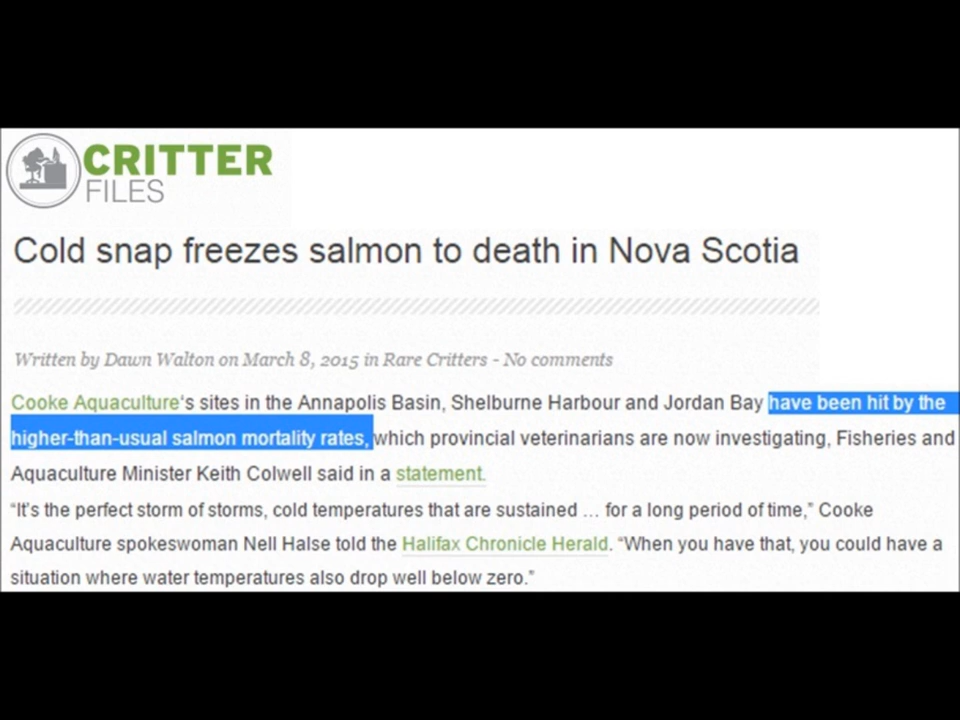 CRITTER
FILES
Cold snap freezes salmon to death in Nova Scotia
Written by Dawn Walton on March 8, 2015 in Rare Critters - No comments
Cooke Aquaculture‘s sites in the Annapolis Basin, Shelburne Harbour and Jordan Bay have been hit by the
higher-than-usual salmon mortality rates, which provincial veterinarians are now investigating, Fisheries and
Aquaculture Minister Keith Colwell said in a statement.
“It’s the perfect storm of storms, cold temperatures that are sustained … for a long period of time,” Cooke
Aquaculture spokeswoman Nell Halse told the Halifax Chronicle Herald. “When you have that, you could have a
situation where water temperatures also drop well below zero.”